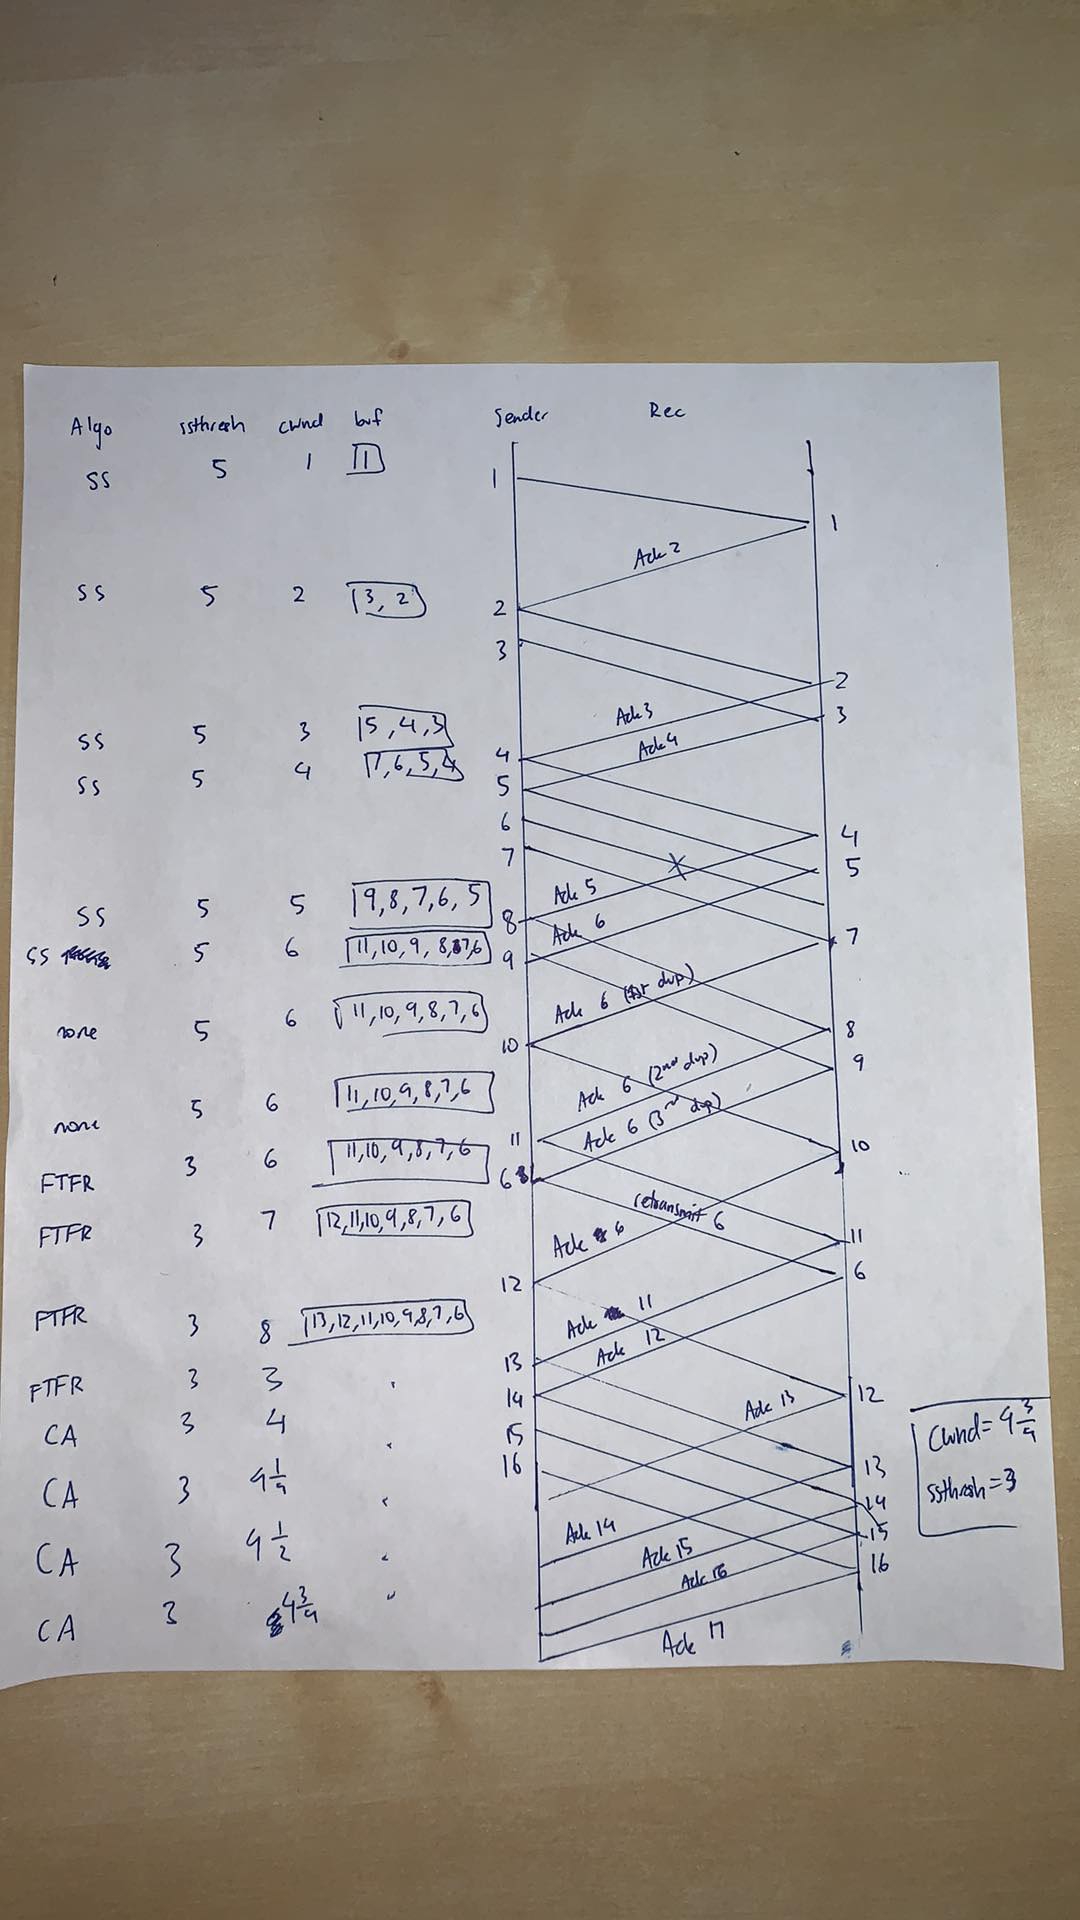 Algo ssthresh cwnd buf Sender Rec
SS 5 1 1
1
1
Ack 2
SS 5 2 3, 2
2
3
2
Ack 3
3
SS 5 3 5, 4, 3
Ack 4
4
SS 5 4 7, 6, 5, 4
5
6
4
7
X
5
SS 5 5 9, 8, 7, 6, 5
Ack 5
8
Ack 6
7
SS 5 6 11, 10, 9, 8, 7, 6
9
none 5 6 11, 10, 9, 8, 7, 6
Ack 6 (1st dup)
10
8
Ack 6 (2nd dup)
9
none 5 6 11, 10, 9, 8, 7, 6
Ack 6 (3rd dup)
11
10
FTFR 3 6 11, 10, 9, 8, 7, 6
6
retransmit 6
FTFR 3 7 12, 11, 10, 9, 8, 7, 6
Ack 6
11
12
6
FTFR 3 8 13, 12, 11, 10, 9, 8, 7, 6
Ack 11
Ack 12
13
FTFR 3 3
14
12
Ack 13
CA 3 4
15
16
13
CA 3 4 1/4
14
Ack 14
15
CA 3 4 1/2
Ack 15
16
Ack 16
CA 3 4 3/4
Ack 17
cwnd = 4 3/4
ssthresh = 3